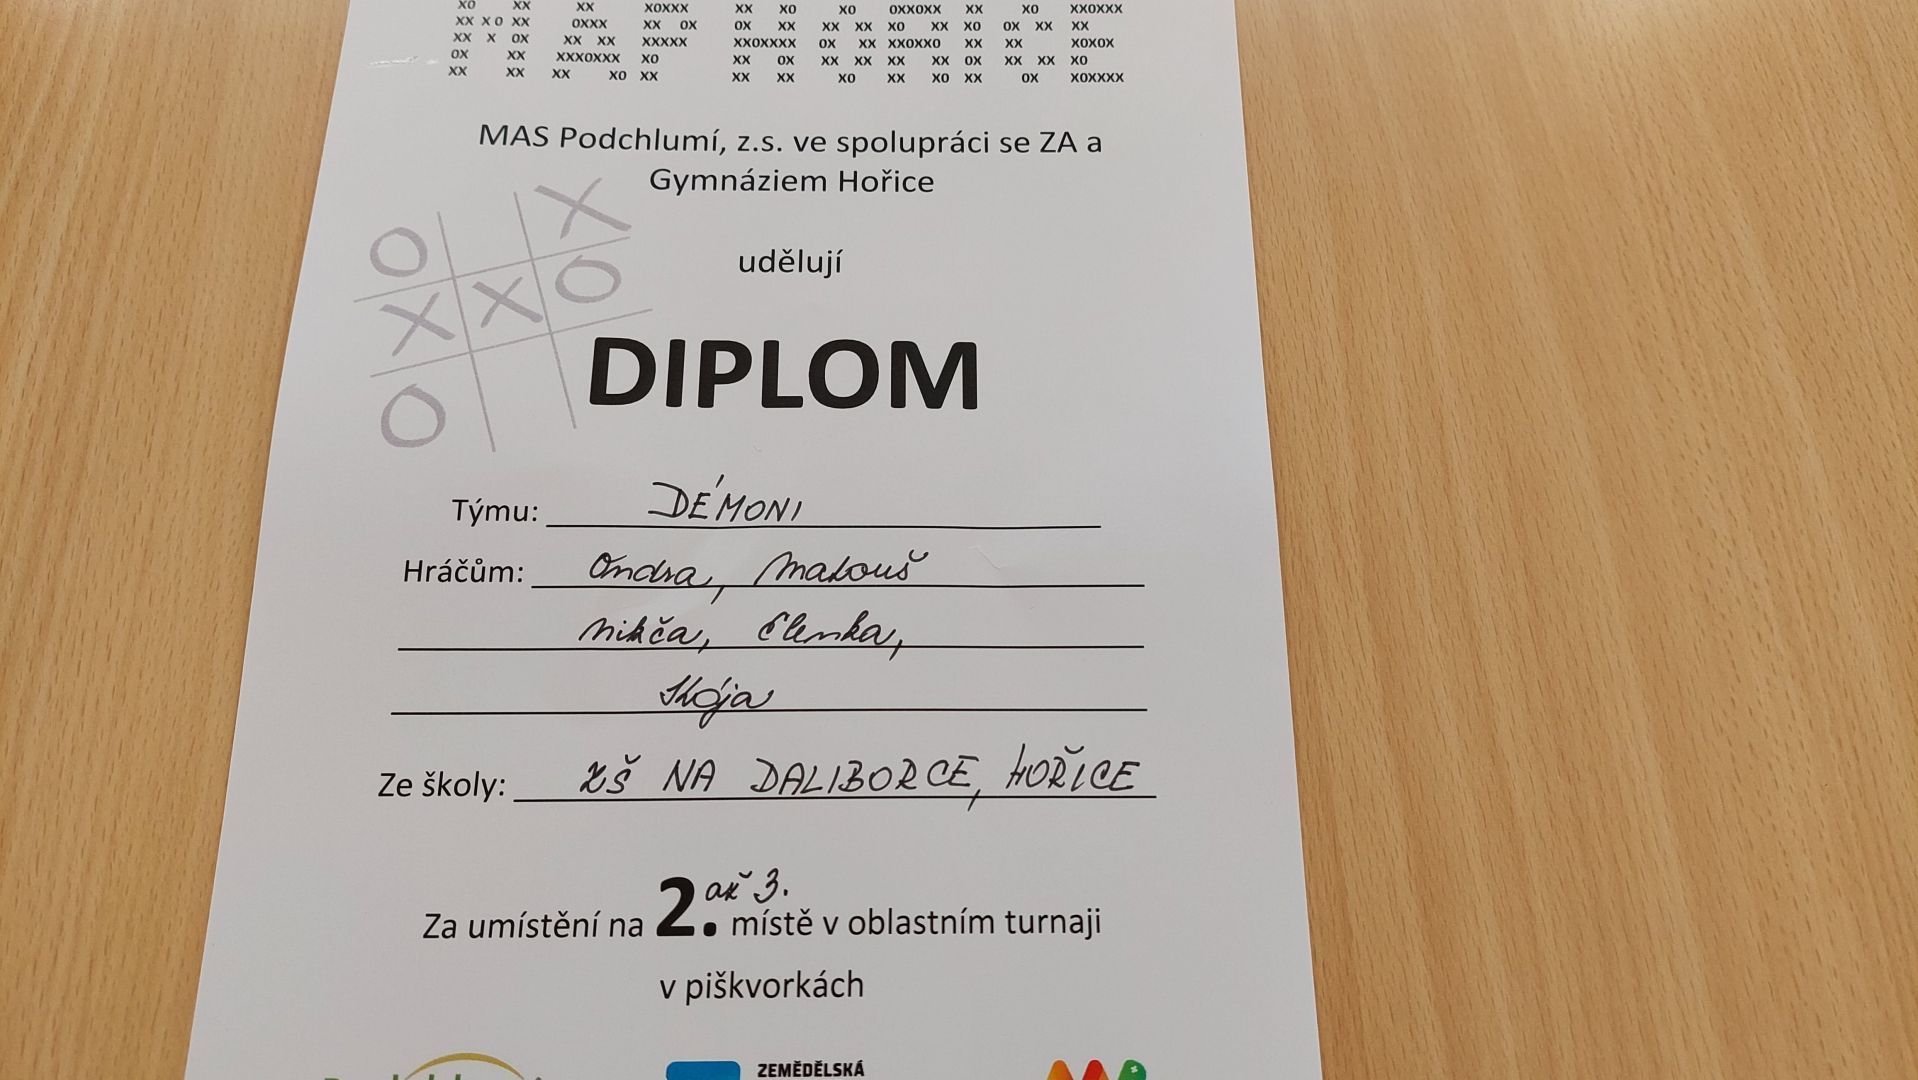 MAS Podchlumí, z.s. ve spolupráci se ZA a
Gymnáziem Hořice
udělují
DIPLOM
Týmu: DÉMONI
Hráčům: Ondra, Matouš
Nikča, Elenka,
Ze školy: ZŠ NA DALIBORCE, HOŘICE
až 3.
Za umístění na 2. místě v oblastním turnaji
v piškvorkách
ZEMĚDĚLSKÁ